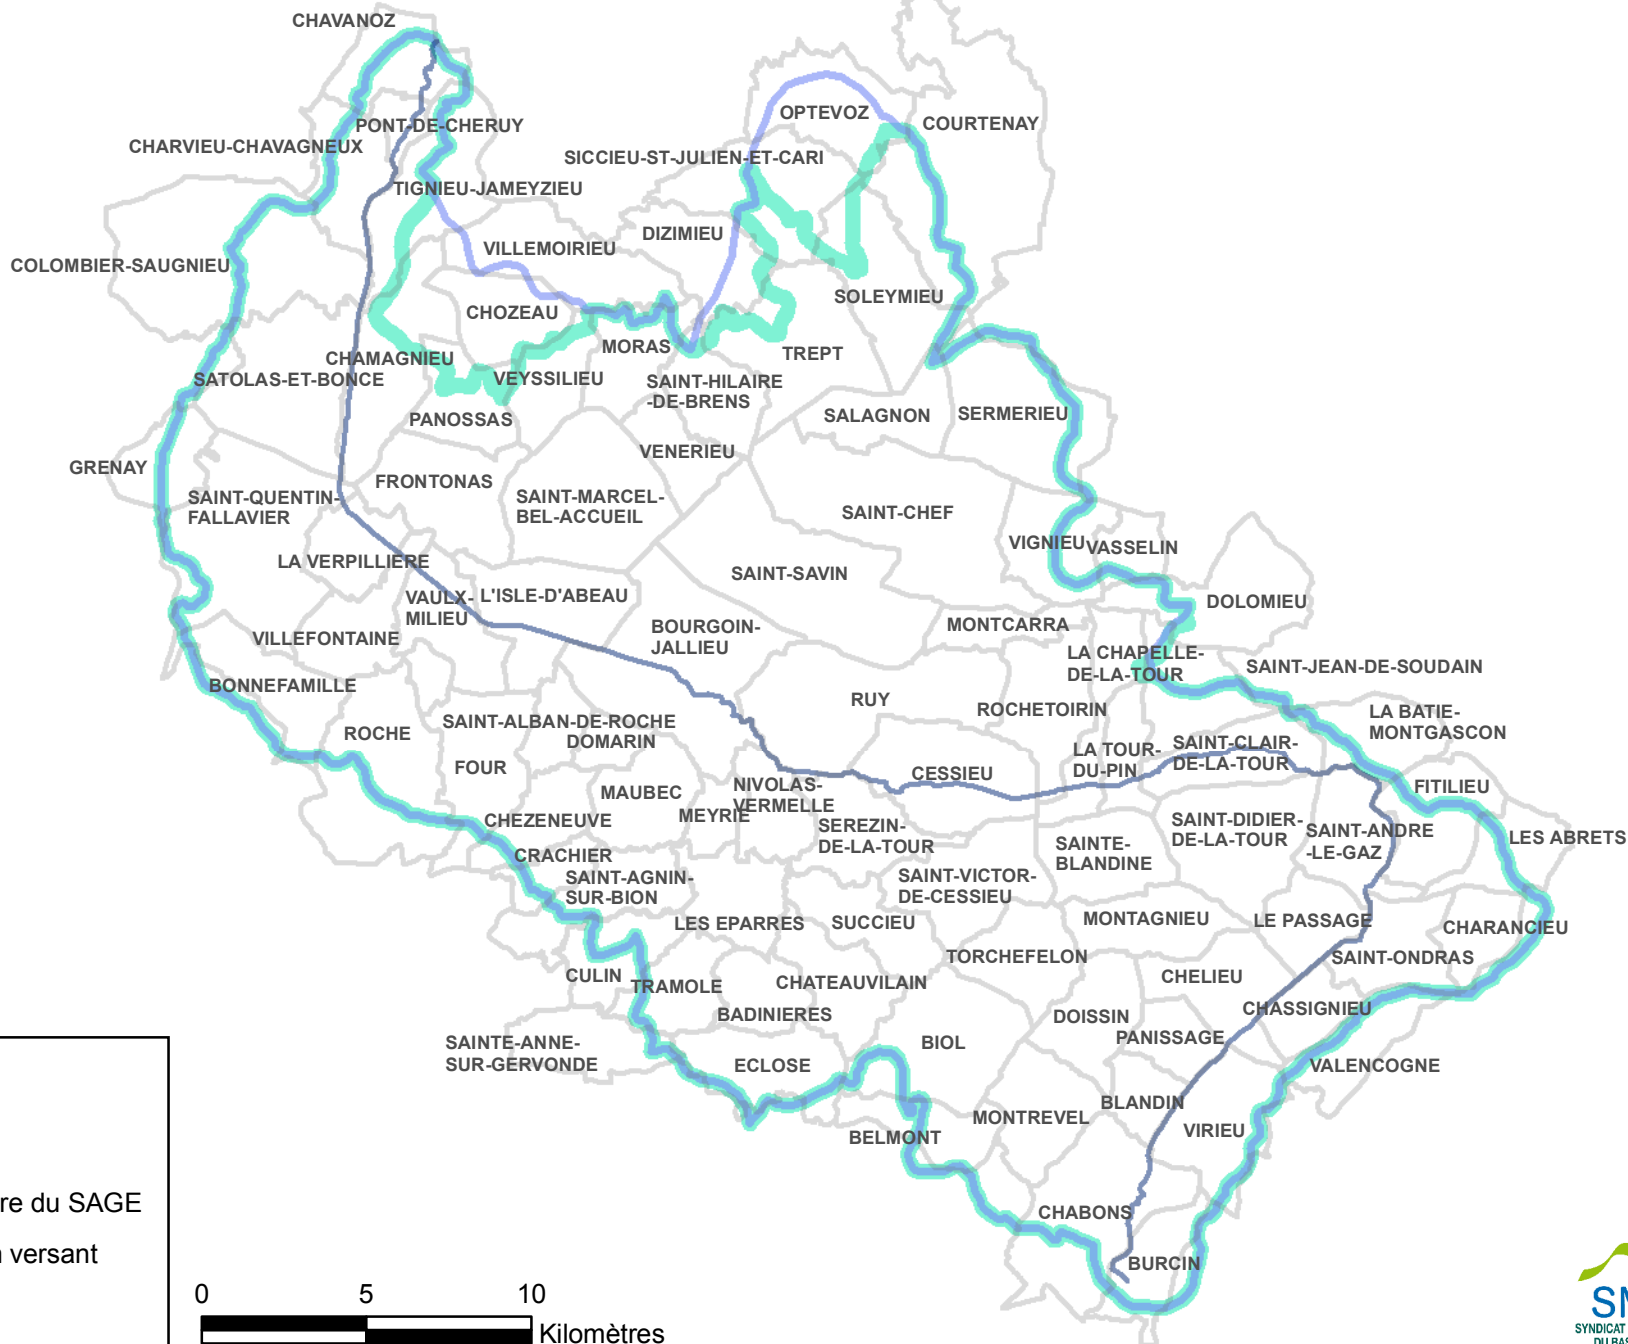 CHAVANOZ
OPTEVOZ
COURTENAY
PONT-DE-CHERUY
CHARVIEU-CHAVAGNEUX
SICCIEU-ST-JULIEN-ET-CARI
TIGNIEU-JAMEYZIEU
DIZIMIEU
VILLEMOIRIEU
COLOMBIER-SAUGNIEU
SOLEYMIEU
CHOZEAU
MORAS
TREPT
CHAMAGNIEU
SATOLAS-ET-BONCE
VEYSSILIEU
SAINT-HILAIRE
-DE-BRENS
PANOSSAS
SALAGNON
SERMERIEU
VENERIEU
GRENAY
FRONTONAS
SAINT-QUENTIN-
FALLAVIER
SAINT-MARCEL-
BEL-ACCUEIL
SAINT-CHEF
VIGNIEU
VASSELIN
LA VERPILLIERE
SAINT-SAVIN
VAULX-
MILIEU
L'ISLE-D'ABEAU
DOLOMIEU
VILLEFONTAINE
BOURGOIN-
JALLIEU
MONTCARRA
LA CHAPELLE-
DE-LA-TOUR
SAINT-JEAN-DE-SOUDAIN
BONNEFAMILLE
RUY
ROCHETOIRIN
LA BATIE-
MONTGASCON
ROCHE
SAINT-ALBAN-DE-ROCHE
DOMARIN
LA TOUR-
DU-PIN
SAINT-CLAIR-
DE-LA-TOUR
FOUR
CESSIEU
FITILIEU
MAUBEC
NIVOLAS-
VERMELLE
MEYRIE
CHEZENEUVE
SEREZIN-
DE-LA-TOUR
SAINTE-
BLANDINE
SAINT-DIDIER-
DE-LA-TOUR
SAINT-ANDRE
-LE-GAZ
LES ABRETS
CRACHIER
SAINT-AGNIN-
SUR-BION
SAINT-VICTOR-
DE-CESSIEU
LES EPARRES
SUCCIEU
MONTAGNIEU
LE PASSAGE
CHARANCIEU
TORCHEFELON
SAINT-ONDRAS
CULIN
TRAMOLE
CHATEAUVILAIN
CHELIEU
BADINIERES
DOISSIN
CHASSIGNIEU
PANISSAGE
SAINTE-ANNE-
SUR-GERVONDE
ECLOSE
BIOL
VALENCOGNE
BLANDIN
MONTREVEL
VIRIEU
BELMONT
CHABONS
BURCIN
re du SAGE
versant
0 5 10
Kilomètres
SYNDICAT